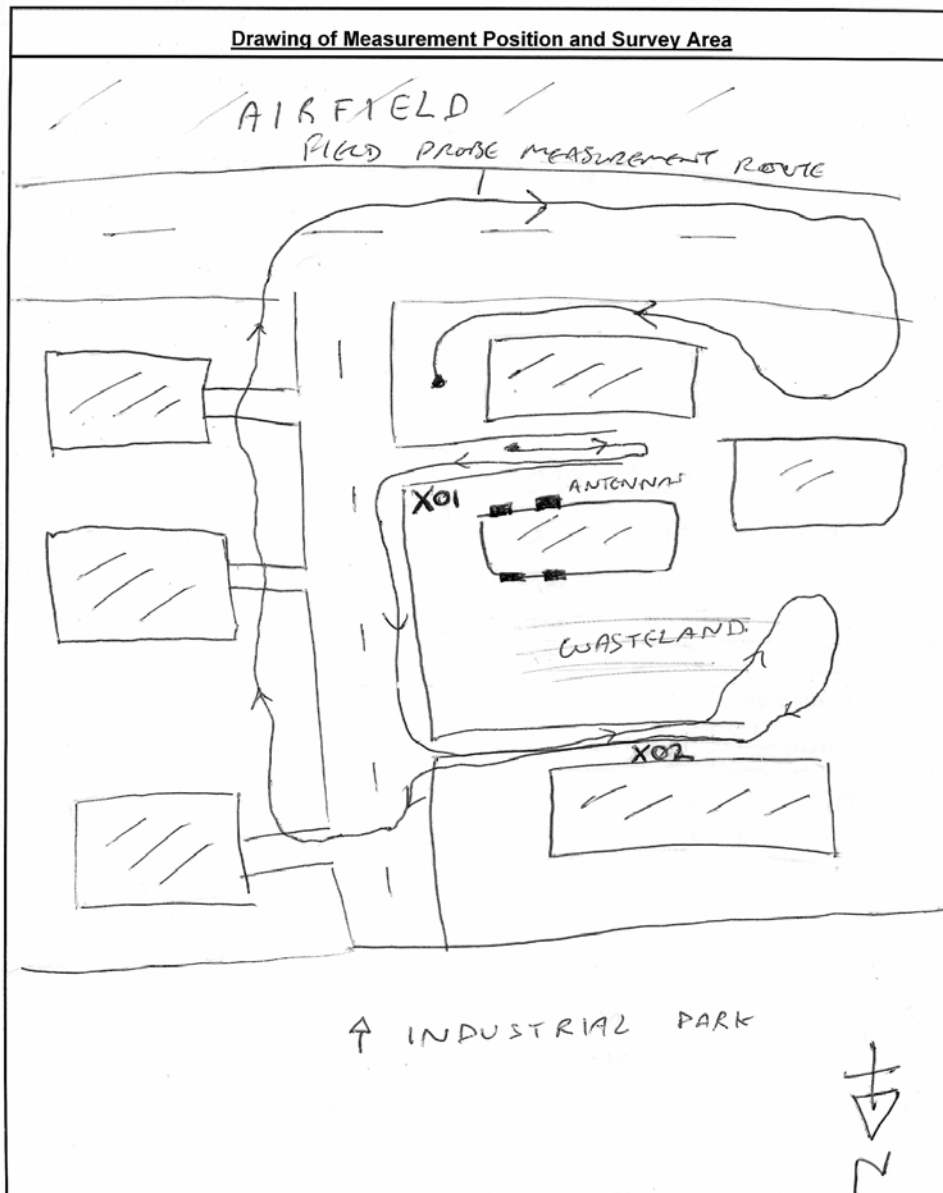 Drawing of Measurement Position and Survey Area
AIRFIELD
FIELD PROBE MEASUREMENT ROUTE
X01
ANTENNAS
WASTELAND.
X02
↑ INDUSTRIAL PARK
N